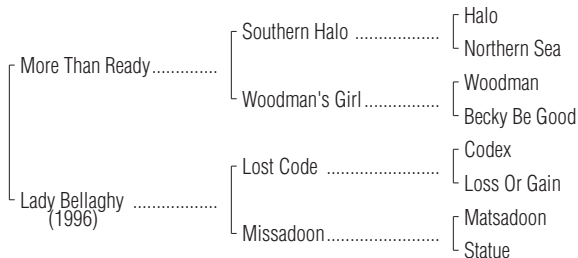 Halo
Southern Halo ..................
Northern Sea
More Than Ready..............
Woodman
Woodman's Girl................
Becky Be Good
Codex
Lost Code ........................
Loss Or Gain
Lady Bellaghy ..................
(1996)
Matsadoon
Missadoon........................
Statue